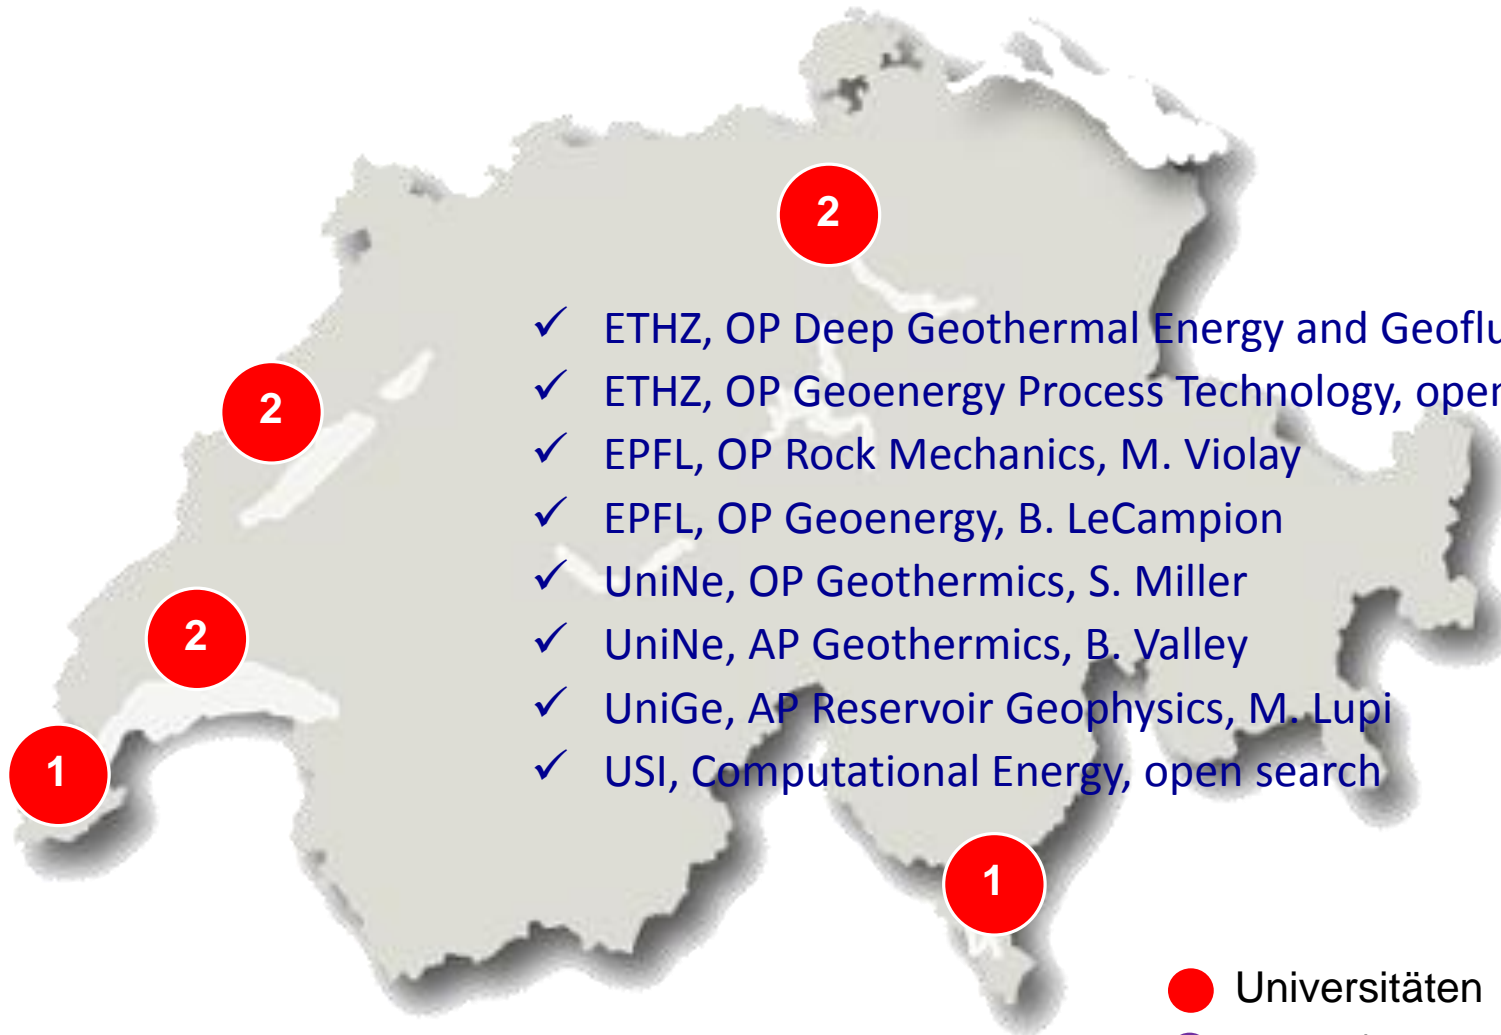 2
✓ ETHZ, OP Deep Geothermal Energy and
✓ ETHZ, OP Geoenergy Process Technology, open
2
✓ EPFL, OP Rock Mechanics, M. Violay
✓ EPFL, OP Geoenergy, B. LeCampion
✓ UniNe, OP Geothermics, S. Miller
2
✓ UniNe, AP Geothermics, B. Valley
✓ UniGe, AP Reservoir Geophysics, M. Lupi
1
✓ USI, Computational Energy, open search
1
Universitäten